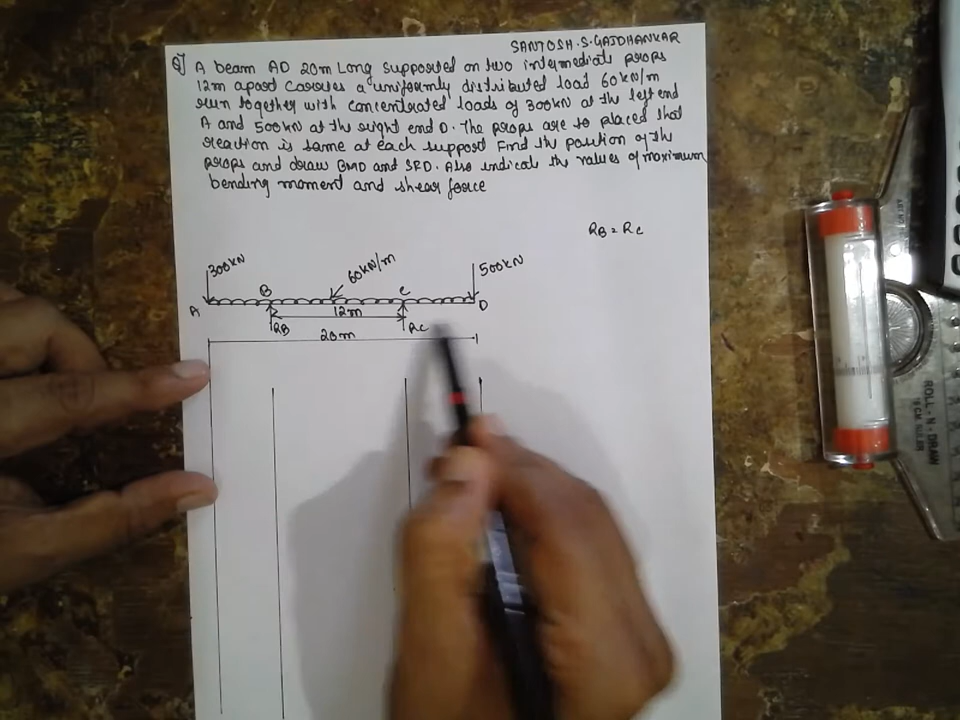 SANTOSH.S.GAJDHANKAR
Q] A beam AD 20m Long supported on two intermediate props
12m apart carries a uniformly distributed load 60kN/m
run together with concentrated loads of 300kN at the left end
A and 500kN at the right end D. The props are so placed that
reaction is same at each support Find the position of the
props and draw BMD and SFD. Also indicate the values of maximum
bending moment and shear force
RB = RC
300kN
60kN/m
500kN
A
B
C
D
12m
RB
RC
20m
ROLL-N-DRAW